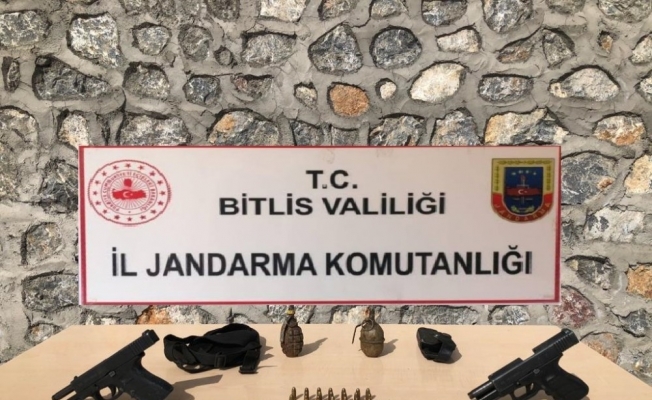 T.C.
BİTLİS VALİLİĞİ
İL JANDARMA KOMUTANLIĞI